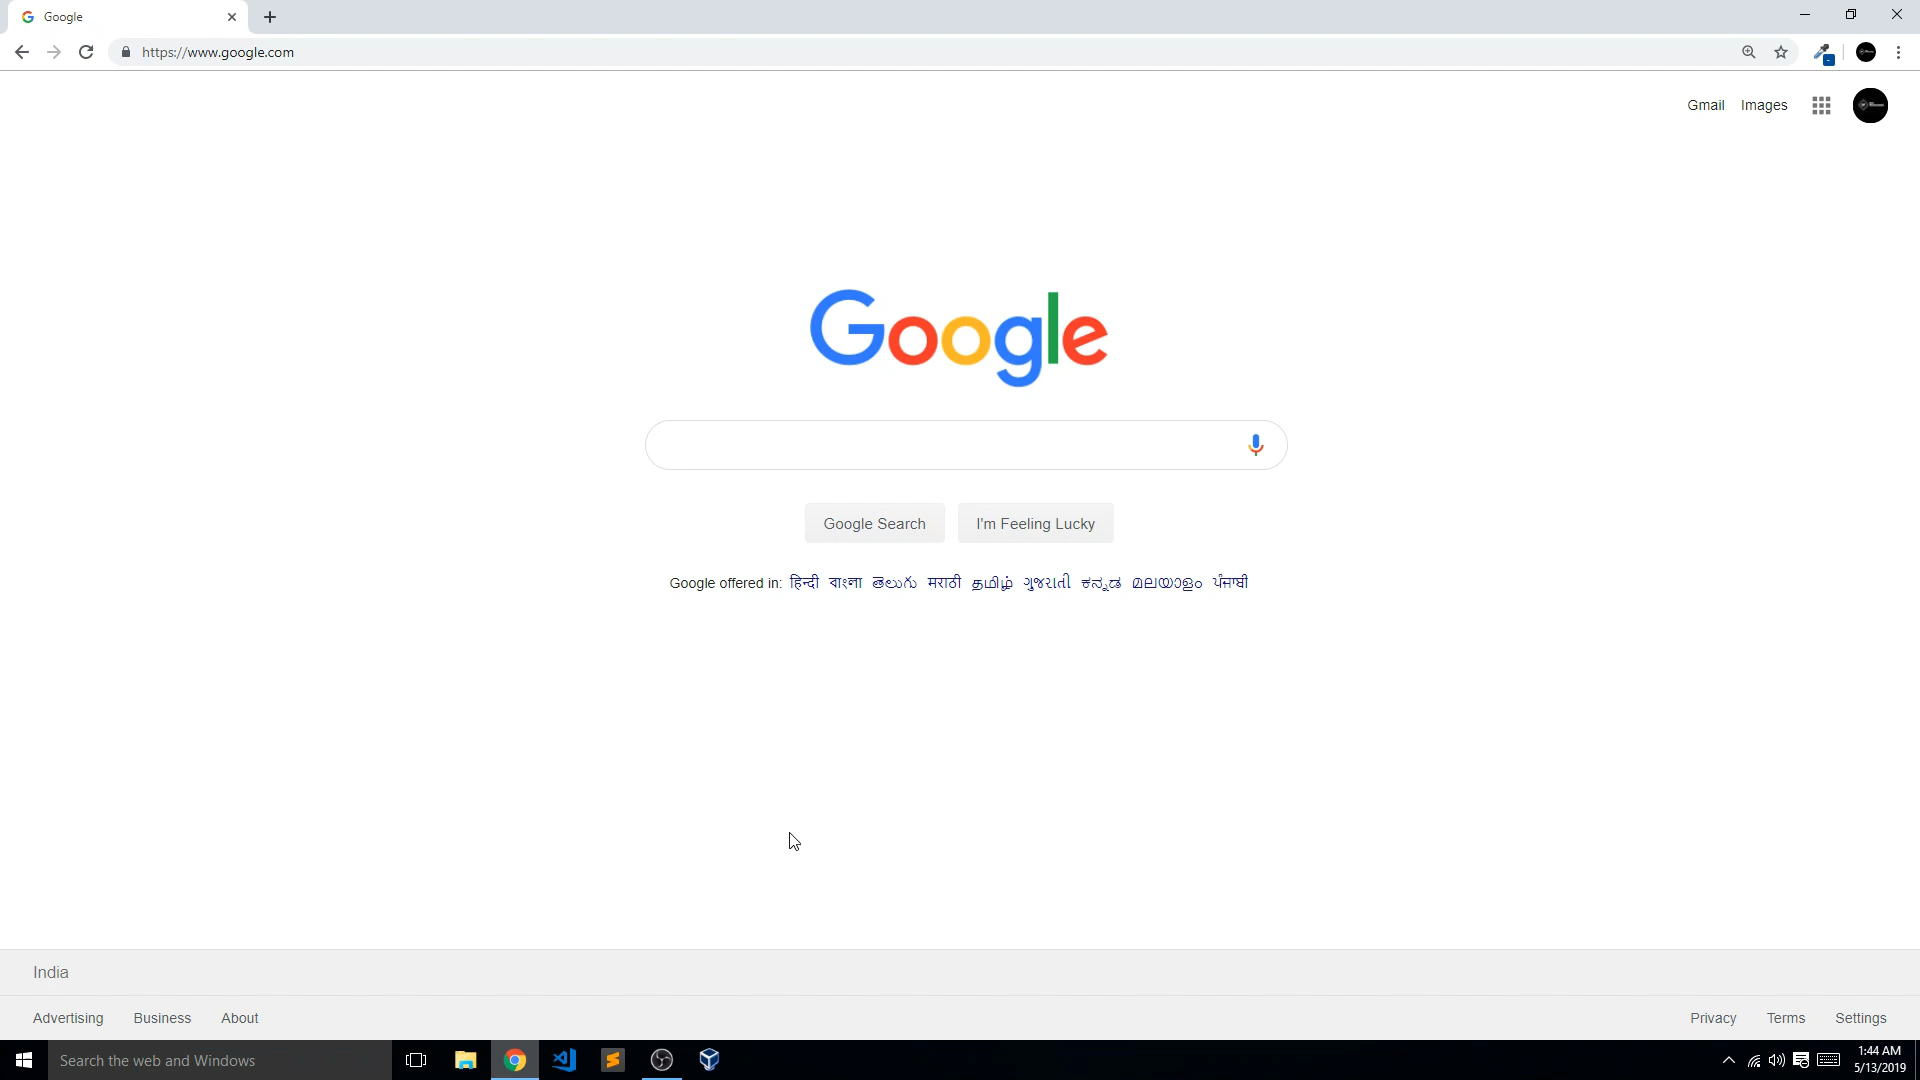 Google
https://www.google.com
Gmail Images
Google
Google Search I'm Feeling Lucky
Google offered in: हिन्दी বাংলা తెలుగు मराठी தமிழ் ગુજરાતી ಕನ್ನಡ മലയാളം ਪੰਜਾਬੀ
India
Advertising Business About
Privacy Terms Settings
Search the web and Windows
1:44 AM
5/13/2019